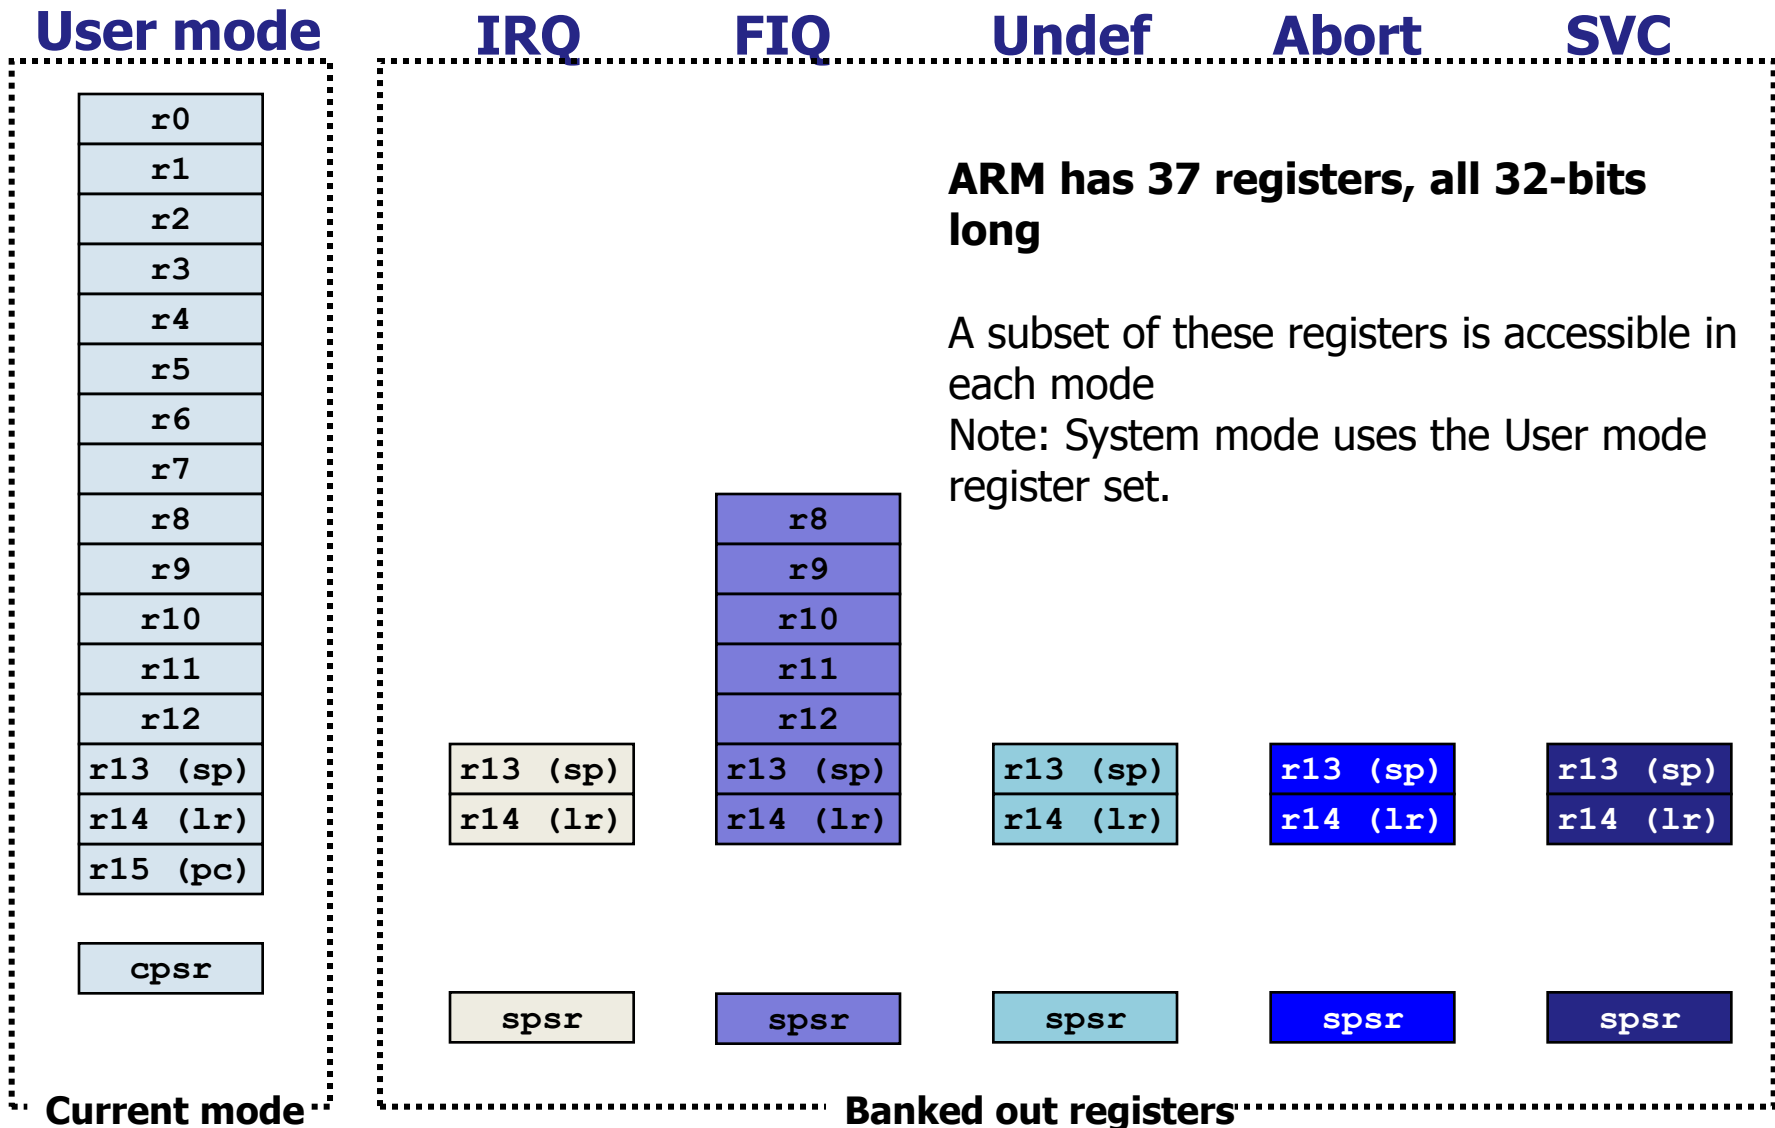 User mode IRQ FIQ Undef Abort SVC
r0
r1
r2
r3
r4
r5
r6
r7
r8
r9
r10
r11
r12
r13 (sp)
r14 (lr)
r15 (pc)
cpsr
Current mode
r13 (sp)
r14 (lr)
spsr
r8
r9
r10
r11
r12
r13 (sp)
r14 (lr)
spsr
ARM has 37 registers, all 32-bits
long
A subset of these registers is accessible in
each mode
Note: System mode uses the User mode
register set.
r13 (sp)
r14 (lr)
spsr
r13 (sp)
r14 (lr)
spsr
r13 (sp)
r14 (lr)
spsr
Banked out registers